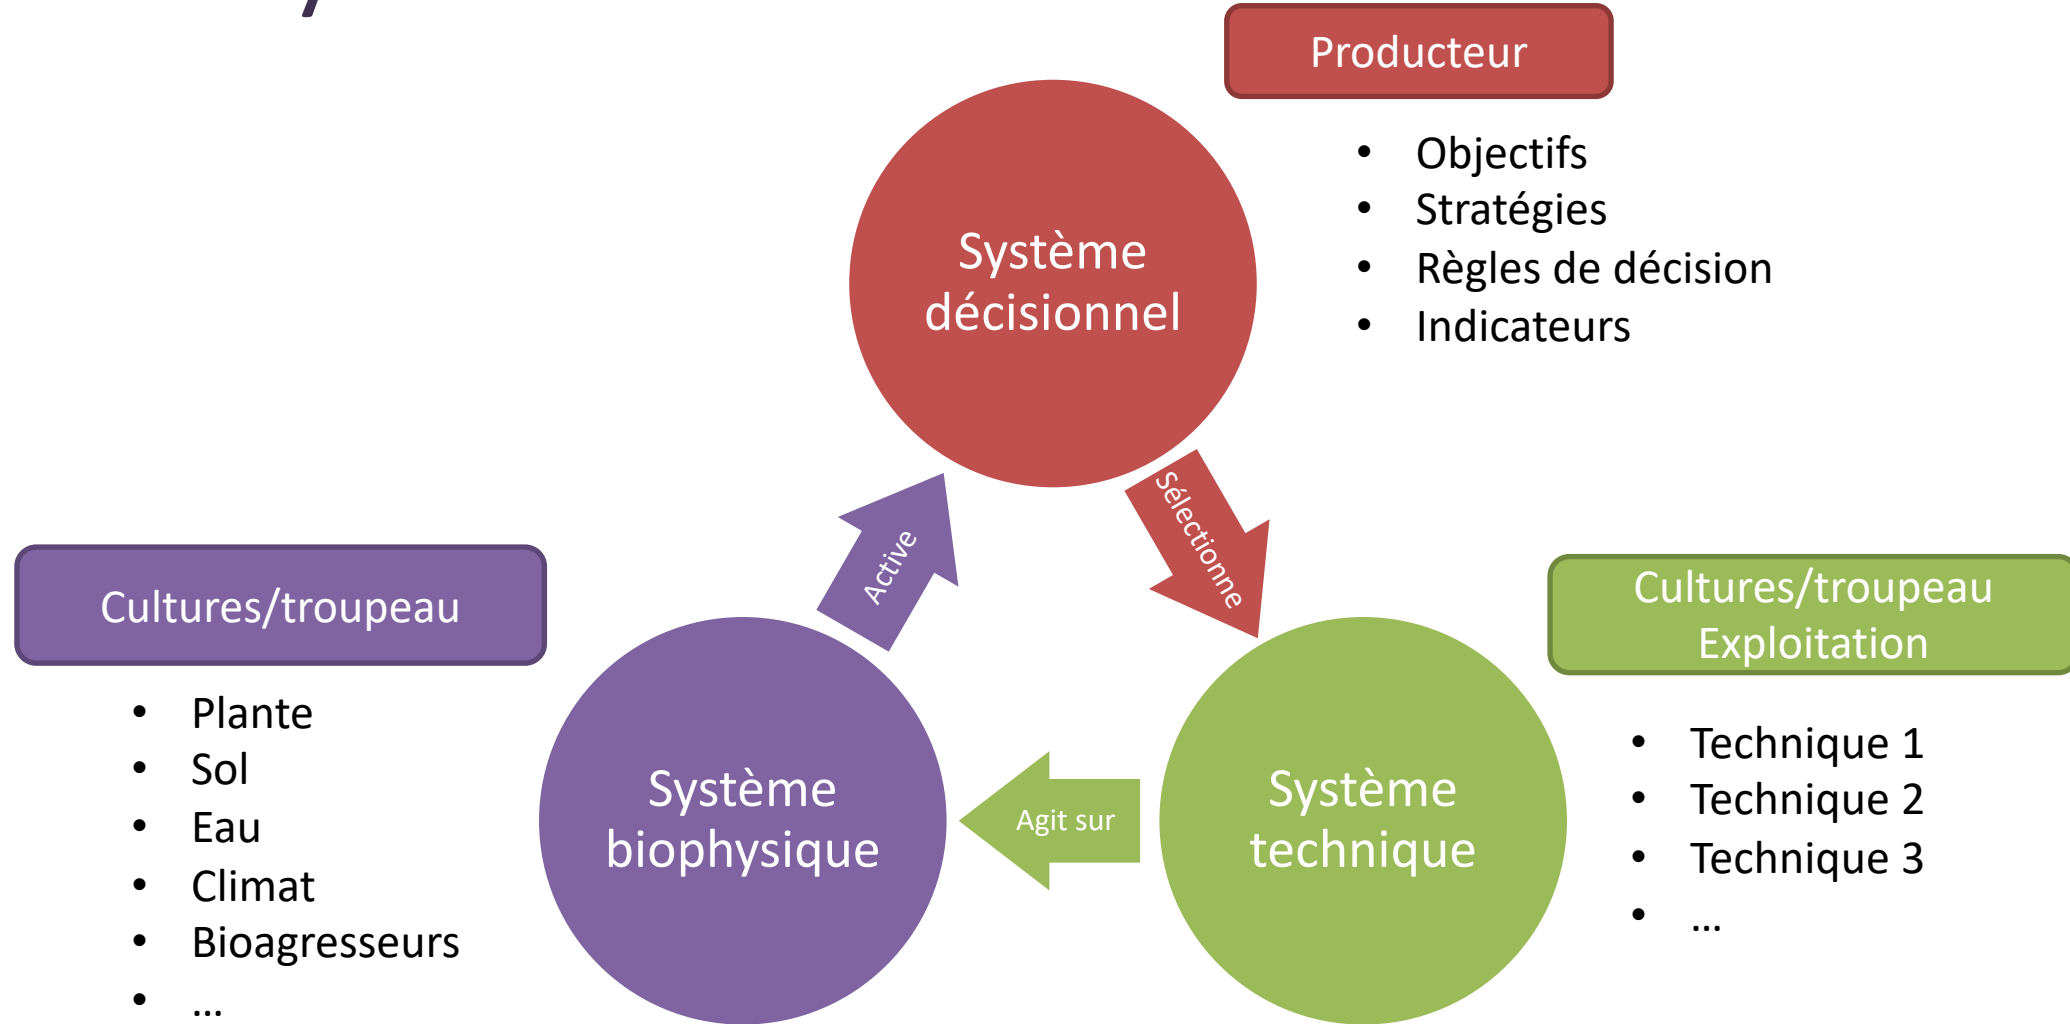 Producteur
• Objectifs
• Stratégies
• Règles de décision
• Indicateurs
Système
décisionnel
Sélectionne
Active
Cultures/troupeau
• Plante
• Sol
• Eau
• Climat
• Bioagresseurs
• ...
Système
biophysique
Agit sur
Système
technique
Cultures/troupeau
Exploitation
• Technique 1
• Technique 2
• Technique 3
• ...